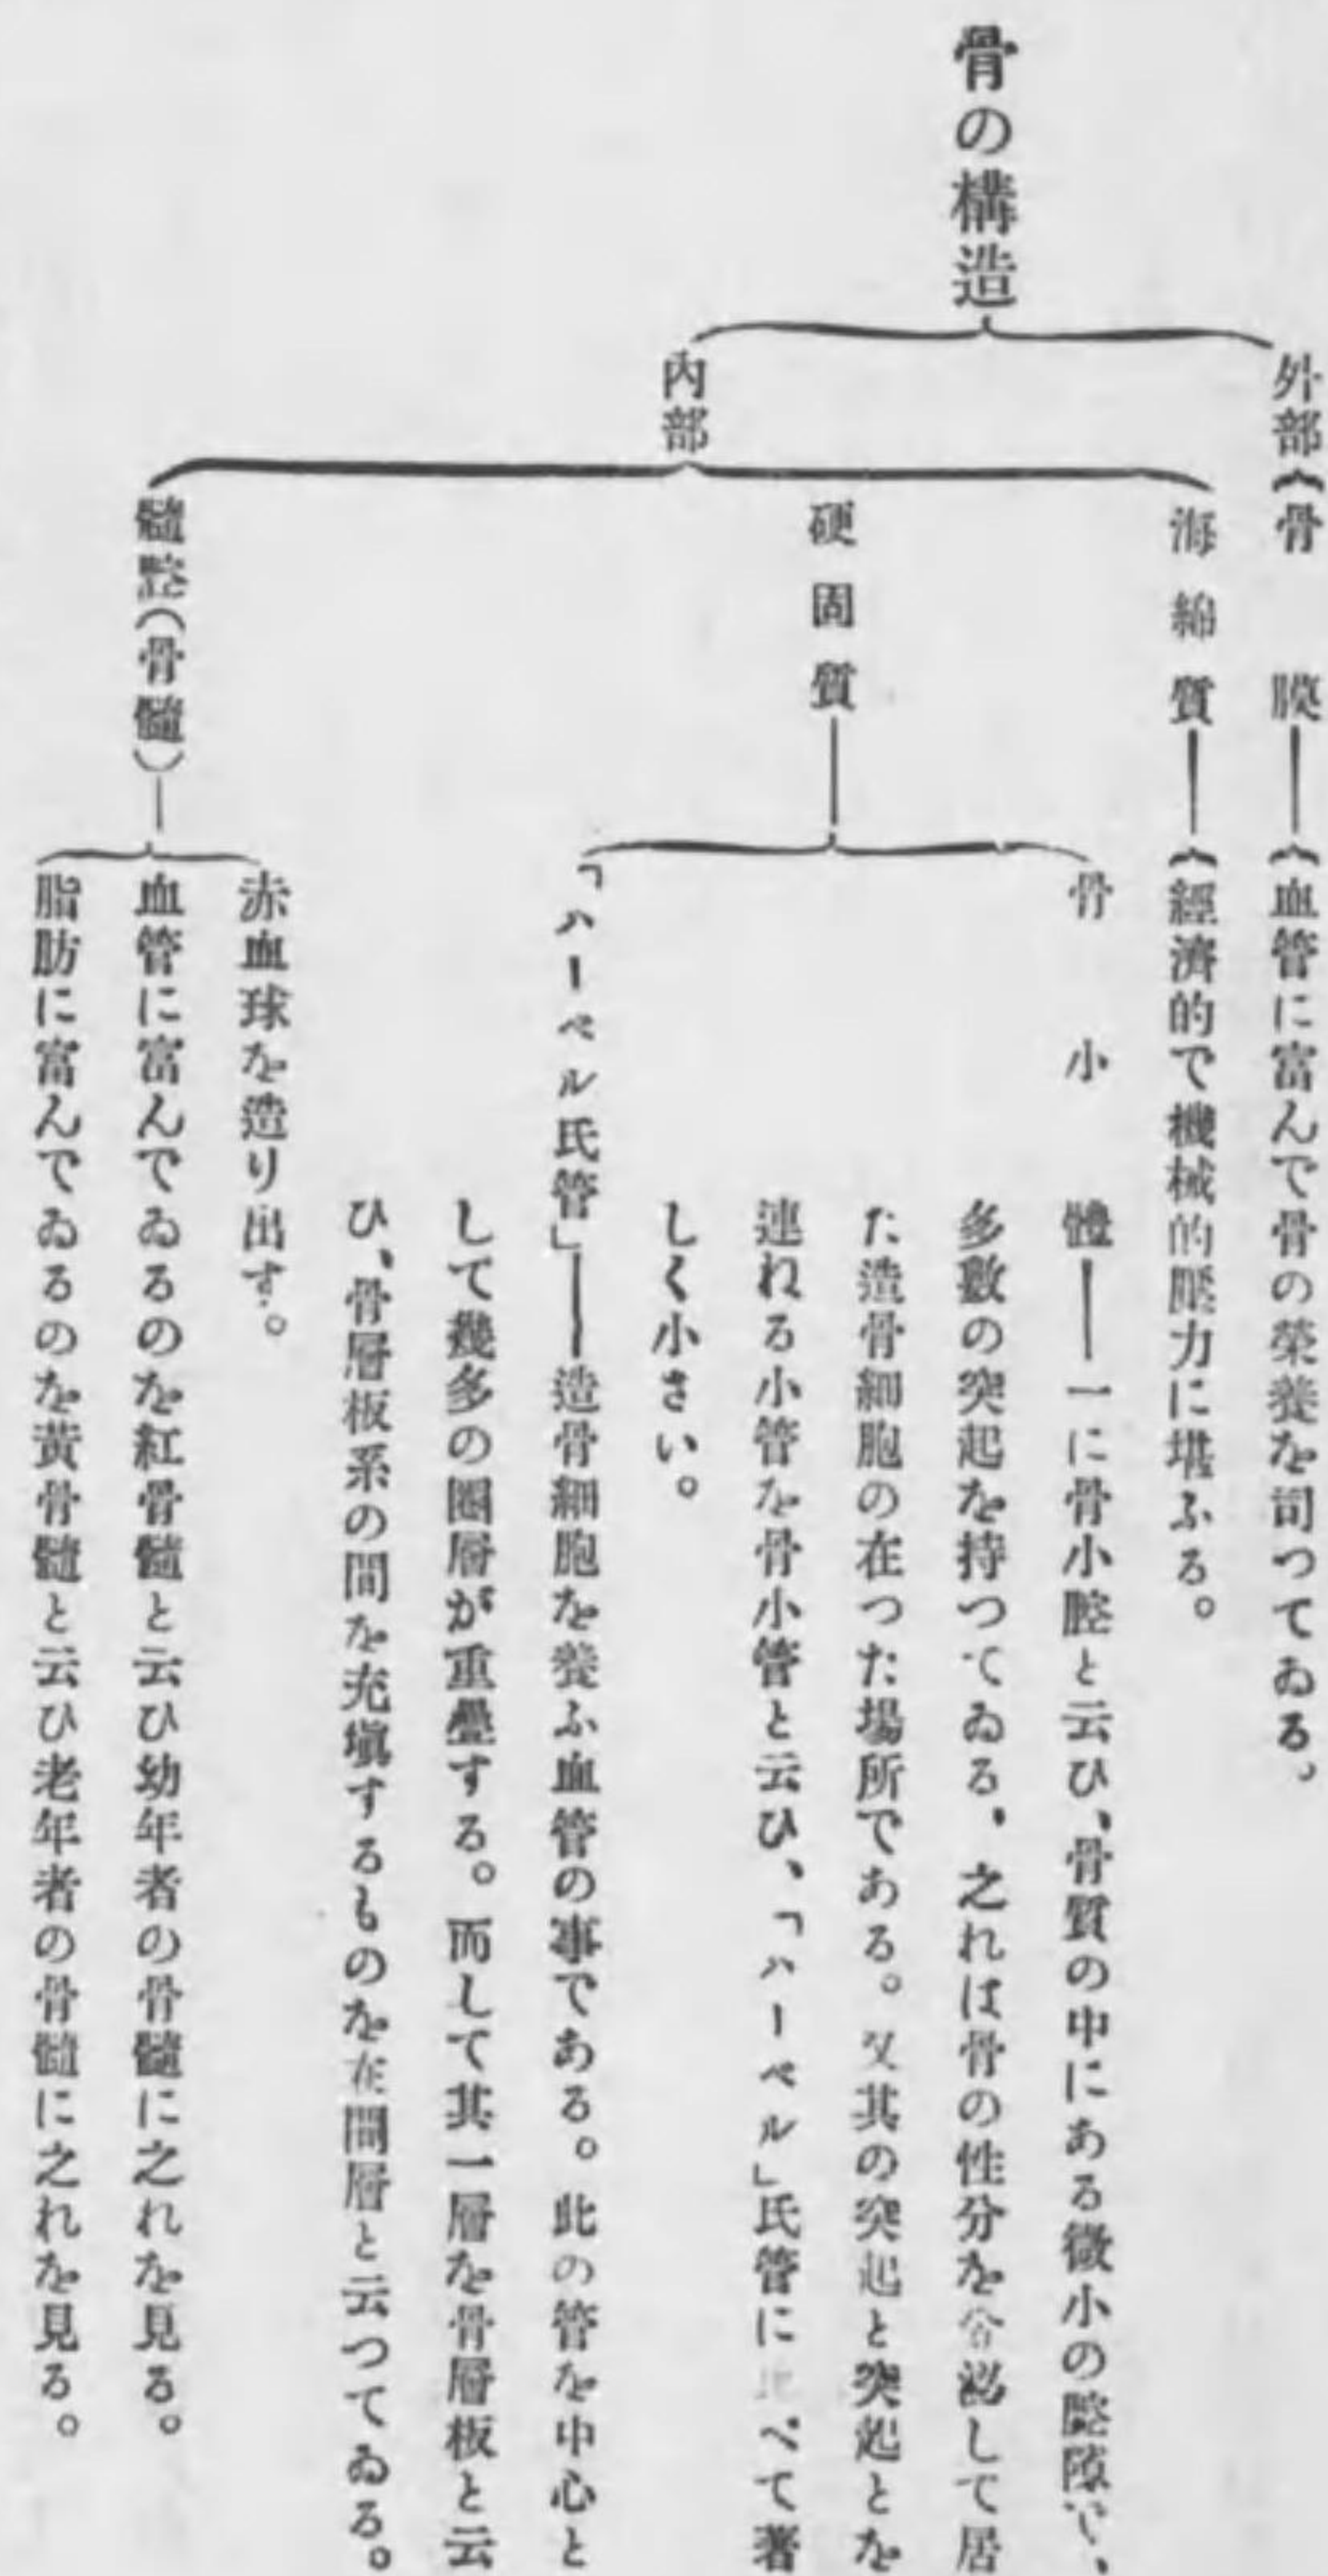 骨の構造
外部
骨膜
血管に富んで骨の榮養を司つてゐる。
内部
海綿質
經濟的で機械的壓力に堪ふる。
硬固質
骨小體
一に骨小腔と云ひ、骨質の中にある微小の腔隙で、
多數の突起を持つてゐる、之れは骨の性分を分泌して居
た造骨細胞の在つた場所である。又其の突起と突起とを
連ねる小管を骨小管と云ひ、「ハーベル」氏管に比べて著
しく小さい。
「ハーベル氏管」
造骨細胞を養ふ血管の事である。此の管を中心と
して幾多の圈層が重疊する。而して其一層を骨層板と云
ひ、骨層板系の間を充塡するものを在間層と云つてゐる。
髓腔(骨髓)
赤血球を造り出す。
血管に富んでゐるのを紅骨髓と云ひ幼年者の骨髓に之れを見る。
脂肪に富んでゐるのを黄骨髓と云ひ老年者の骨髓に之れを見る。